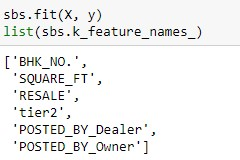 sbs.fit(X, y)
list(sbs.k_feature_names_)
['BHK_NO.',
'SQUARE_FT',
'RESALE',
'tier2',
'POSTED_BY_Dealer',
'POSTED_BY_Owner']